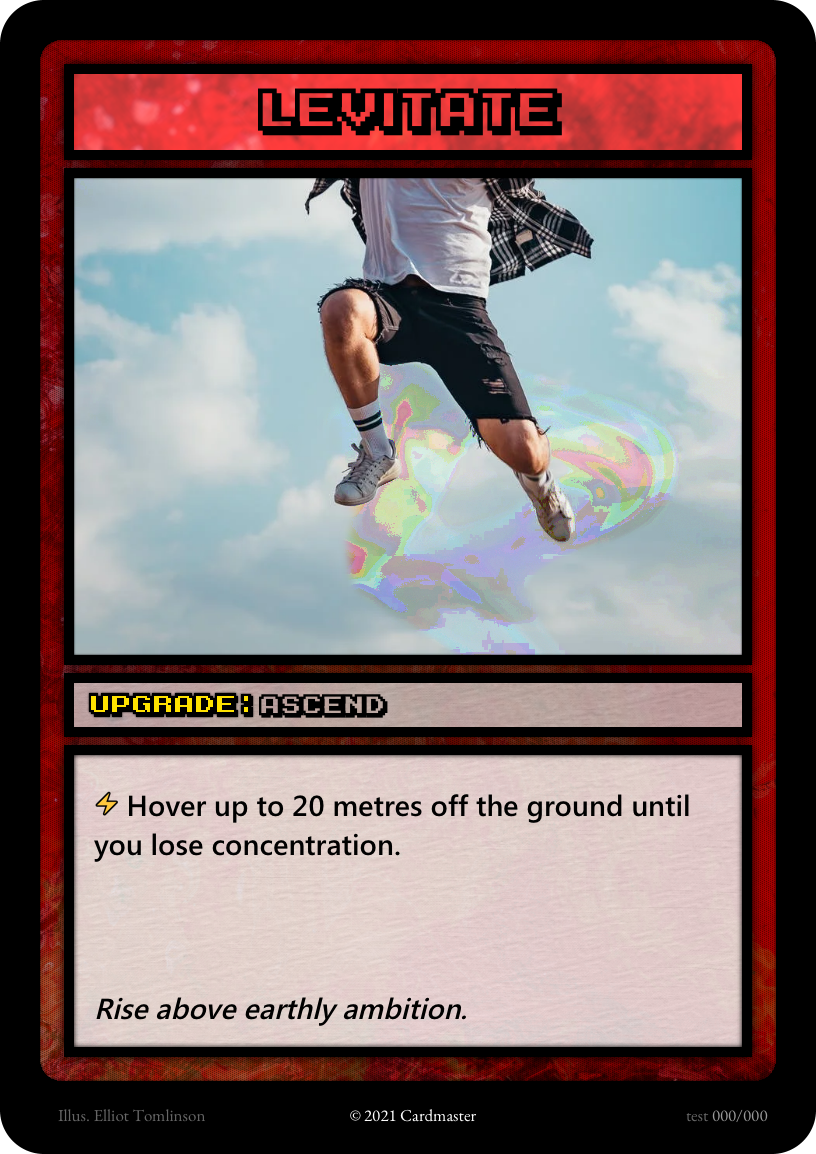 LEVITATE
UPGRADE: ASCEND
⚡ Hover up to 20 metres off the ground until
you lose concentration.
Rise above earthly ambition.
Illus. Elliot Tomlinson © 2021 Cardmaster test 000/000